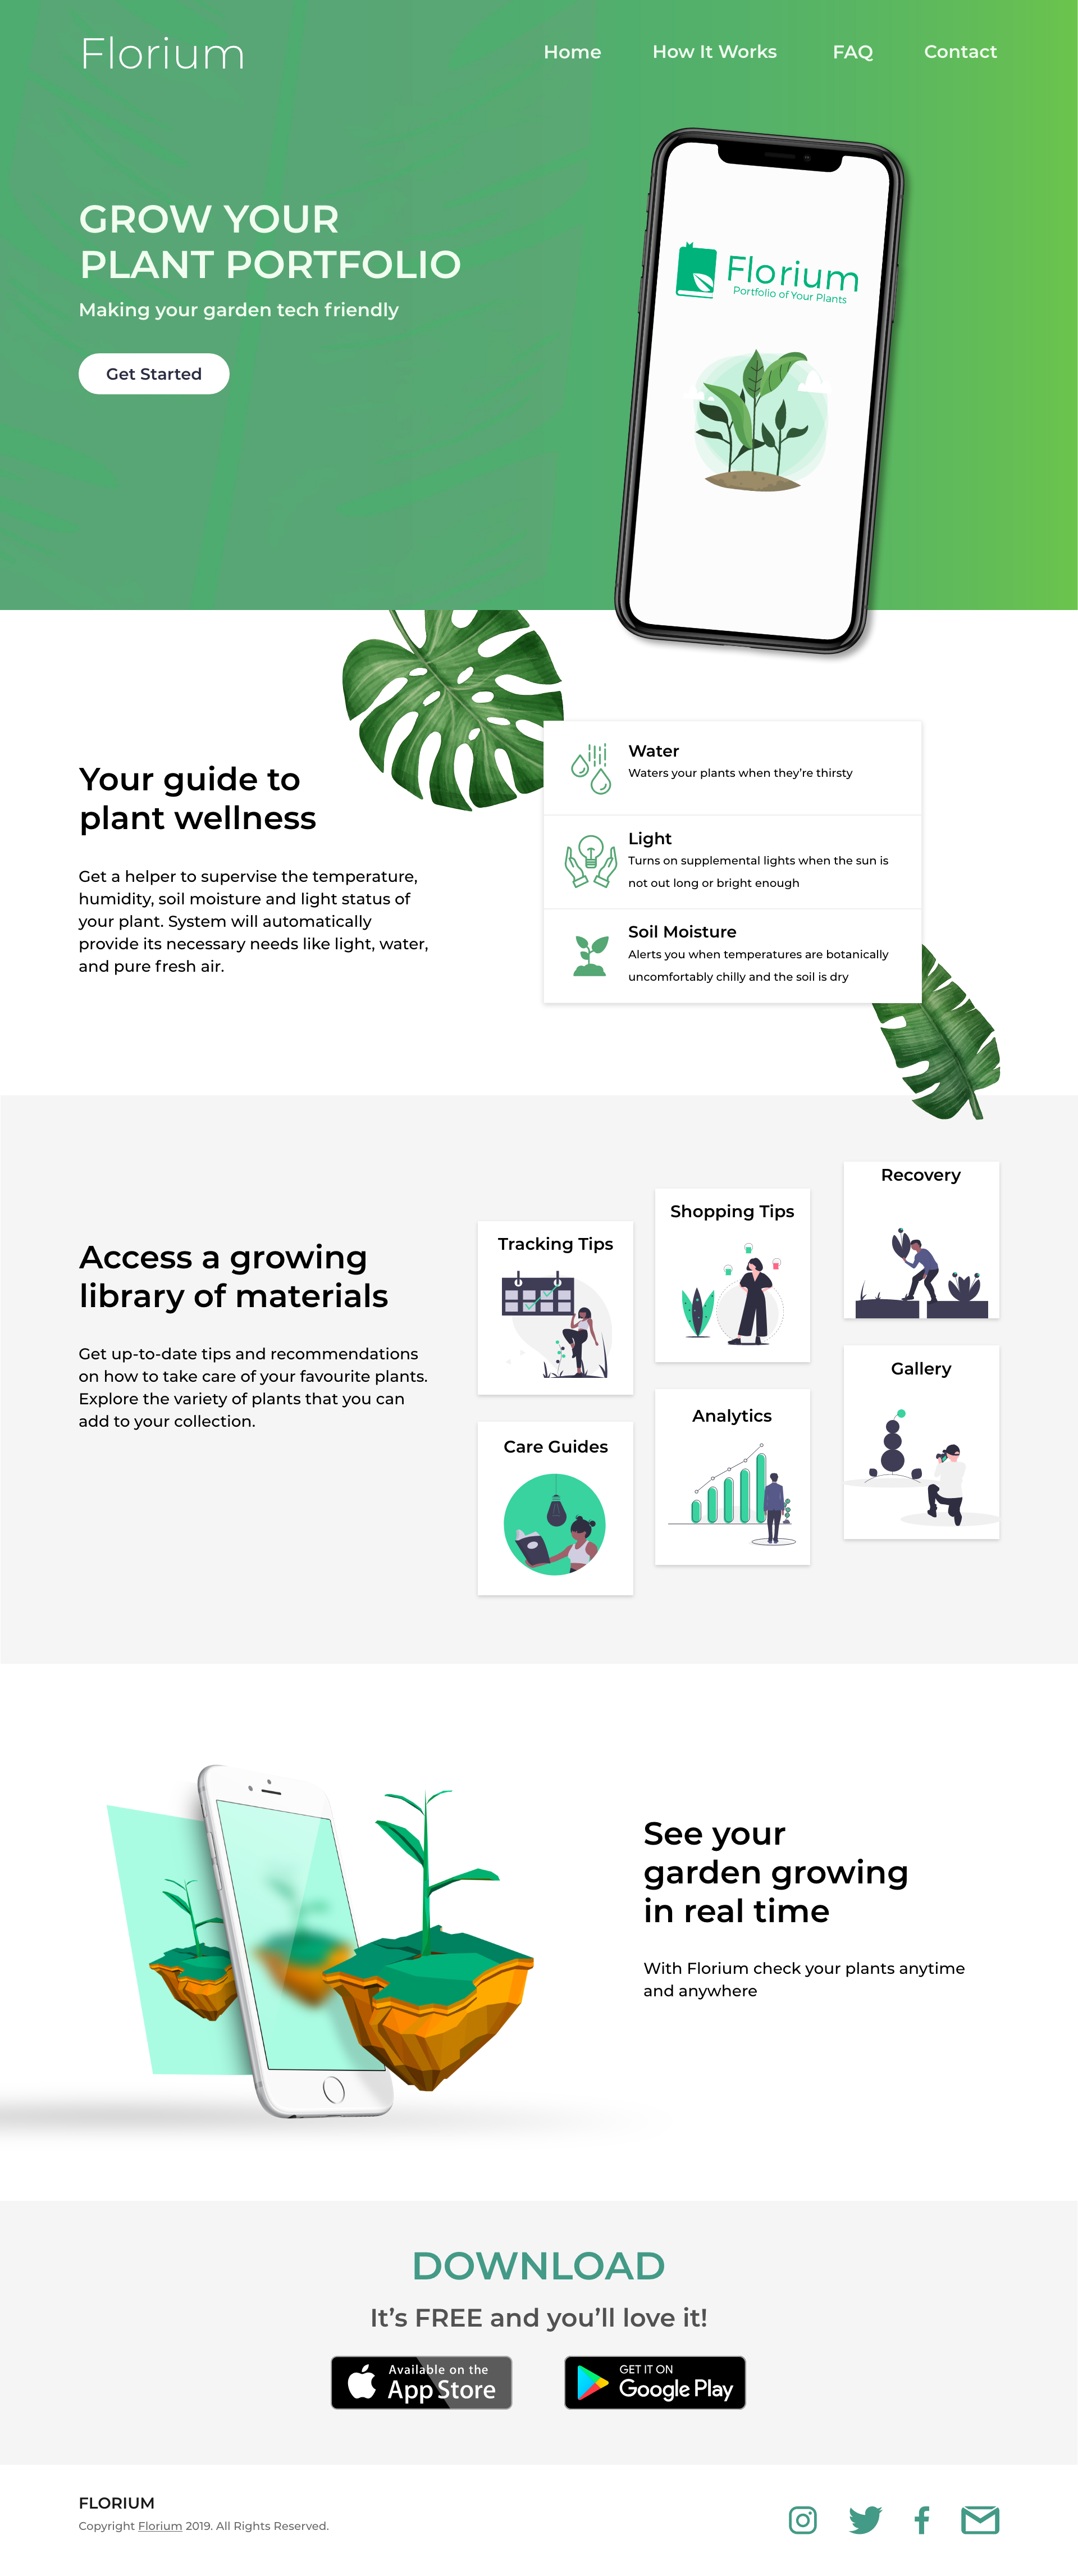 Florium
Home
How It Works
FAQ
Contact
GROW YOUR
PLANT PORTFOLIO
Making your garden tech friendly
Get Started
Florium
Portfolio of Your Plants
Your guide to
plant wellness
Get a helper to supervise the temperature,
humidity, soil moisture and light status of
your plant. System will automatically
provide its necessary needs like light, water,
and pure fresh air.
Water
Waters your plants when they’re thirsty
Light
Turns on supplemental lights when the sun is
not out long or bright enough
Soil Moisture
Alerts you when temperatures are botanically
uncomfortably chilly and the soil is dry
Access a growing
library of materials
Get up-to-date tips and recommendations
on how to take care of your favourite plants.
Explore the variety of plants that you can
add to your collection.
Tracking Tips
Shopping Tips
Recovery
Care Guides
Analytics
Gallery
See your
garden growing
in real time
With Florium check your plants anytime
and anywhere
DOWNLOAD
It’s FREE and you’ll love it!
Available on the
App Store
GET IT ON
Google Play
FLORIUM
Copyright Florium 2019. All Rights Reserved.